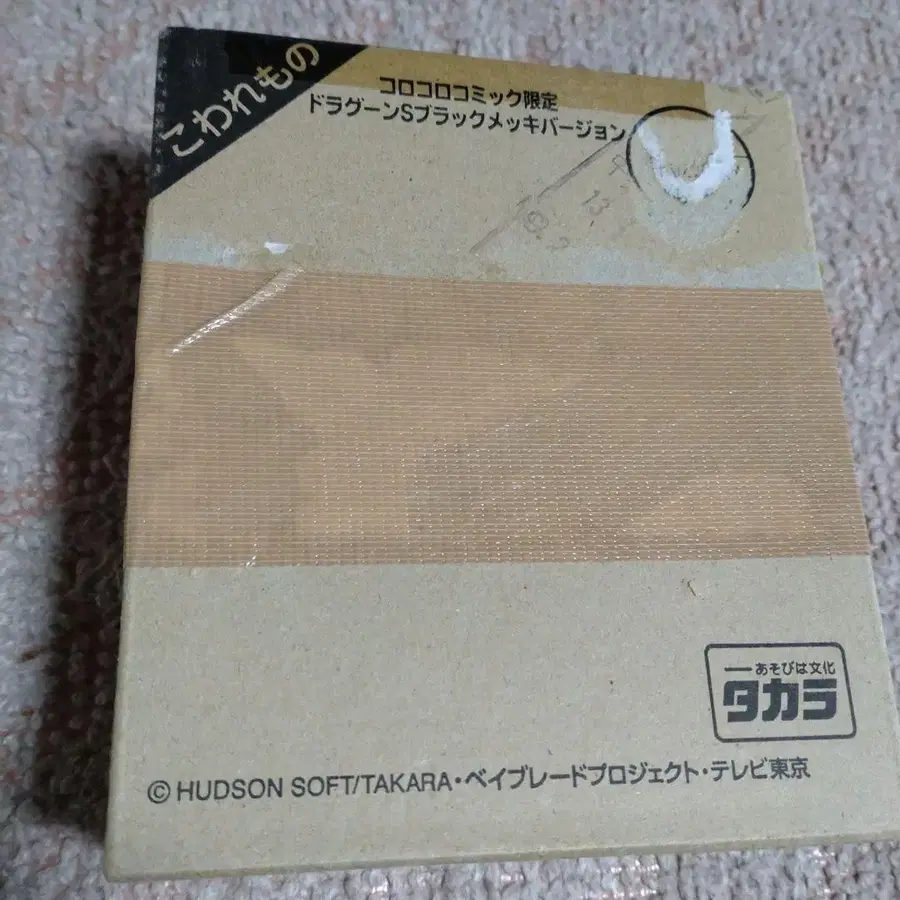 こわれもの
コロコロコミック限定
ドラグーンSブラックメッキバージョン
13.
あそびは文化
タカラ
© HUDSON SOFT/TAKARA・ベイブレードプロジェクト・テレビ東京